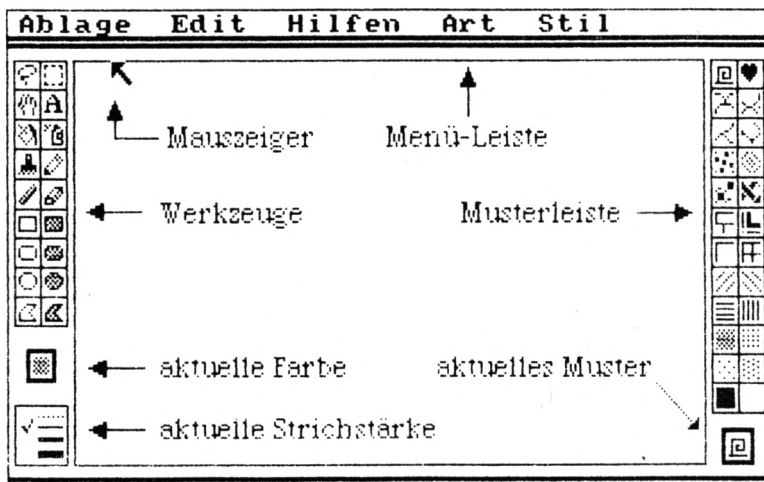 Ablage Edit Hilfen Art Stil
A
Mauszeiger Menü-Leiste
Werkzeuge Musterleiste
aktuelle Farbe aktuelles Muster
aktuelle Strichstärke